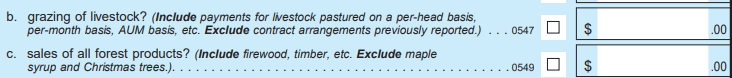 b. grazing of livestock? (Include payments for livestock pastured on a per-head basis,
per-month basis, AUM basis, etc. Exclude contract arrangements previously reported.) . . . 0547 $ .00
c. sales of all forest products? (Include firewood, timber, etc. Exclude maple
syrup and Christmas trees.). . . . . . . . . . . . . . . . . . . . . . . . . . . . . . . . . . . . . . . . . . . . . . . 0549 $ .00